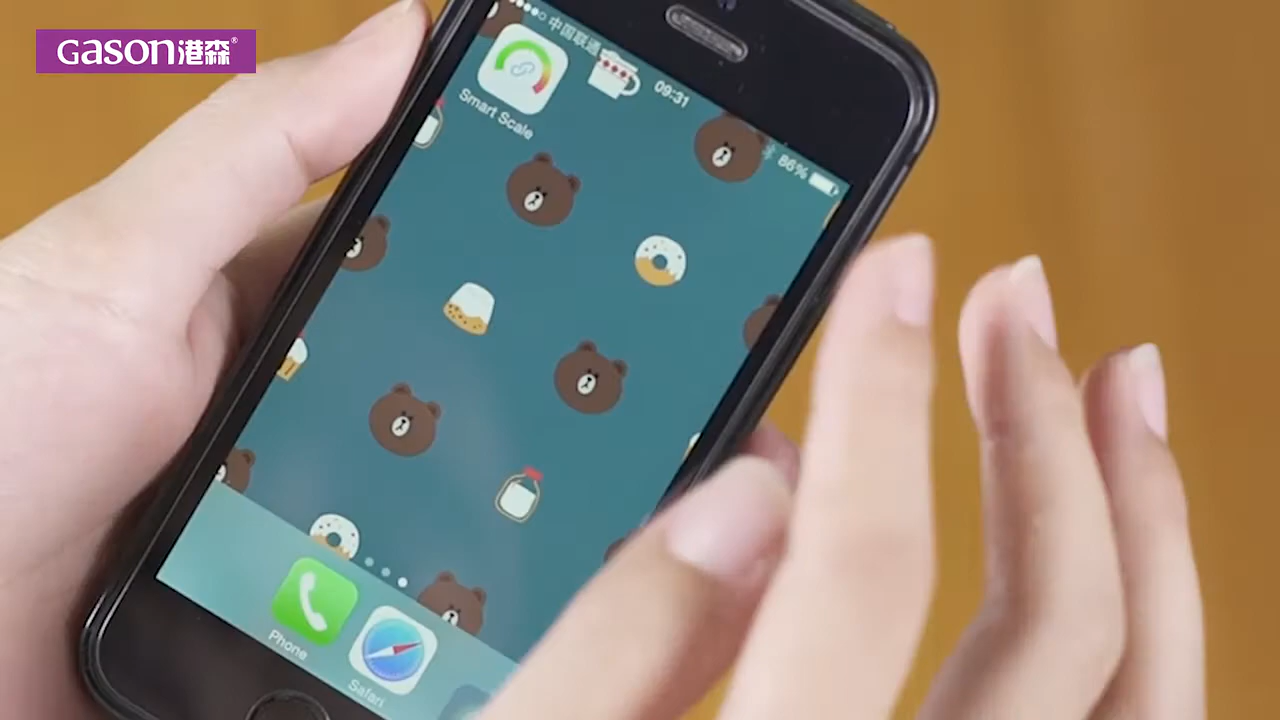 Gason港森®
中国联通
09:31
86%
Smart Scale
Phone
Safari